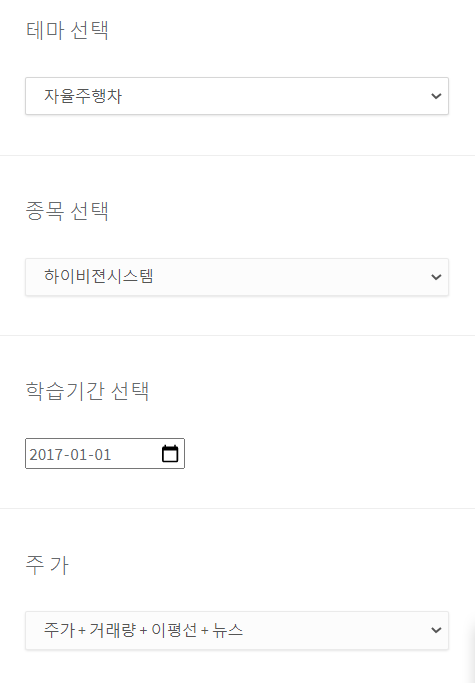 테마 선택
자율주행차
종목 선택
하이비젼시스템
학습기간 선택
2017-01-01
주 가
주가 + 거래량 + 이평선 + 뉴스